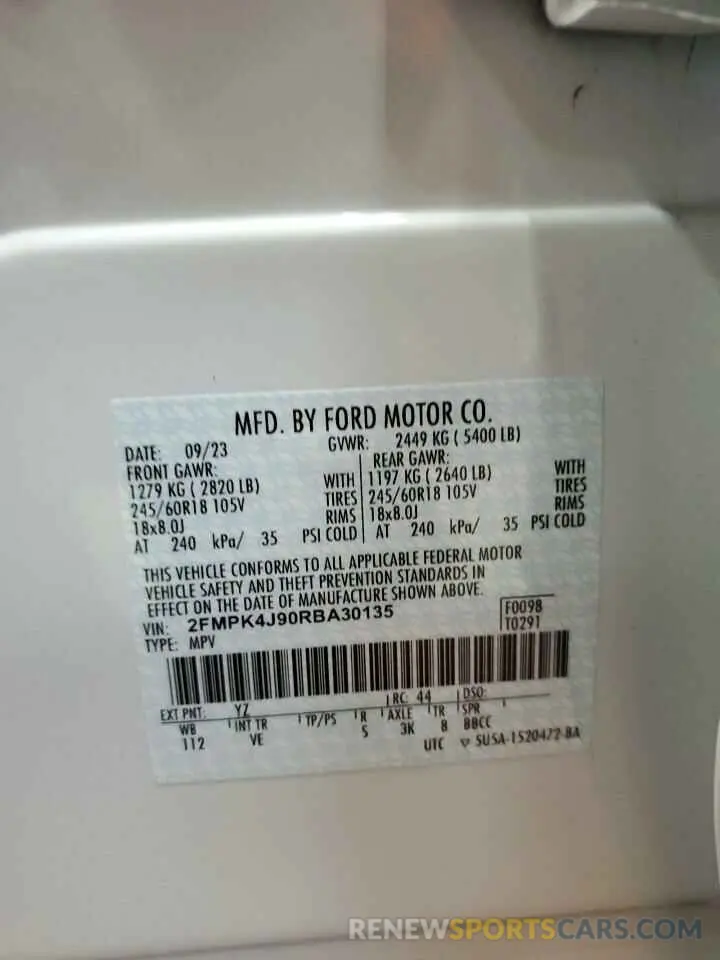 MFD. BY FORD MOTOR CO.
DATE: 09/23 GVWR: 2449 KG ( 5400 LB)
FRONT GAWR: REAR GAWR:
1279 KG ( 2820 LB) WITH 1197 KG ( 2640 LB) WITH
245/60R18 105V TIRES 245/60R18 105V TIRES
18x8.0J RIMS 18x8.0J RIMS
AT 240 kPa/ 35 PSI COLD AT 240 kPa/ 35 PSI COLD
THIS VEHICLE CONFORMS TO ALL APPLICABLE FEDERAL MOTOR
VEHICLE SAFETY AND THEFT PREVENTION STANDARDS IN
EFFECT ON THE DATE OF MANUFACTURE SHOWN ABOVE.
VIN: 2FMPK4J90RBA30135 F0098
TYPE: MPV T0291
EXT PNT: YZ RC: 44 DSO:
WB INT TR TP/PS R AXLE TR SPR
112 VE 5 3K 8 BBCC
UTC SUSA-1520472-BA
RENEWSPORTSCARS.COM